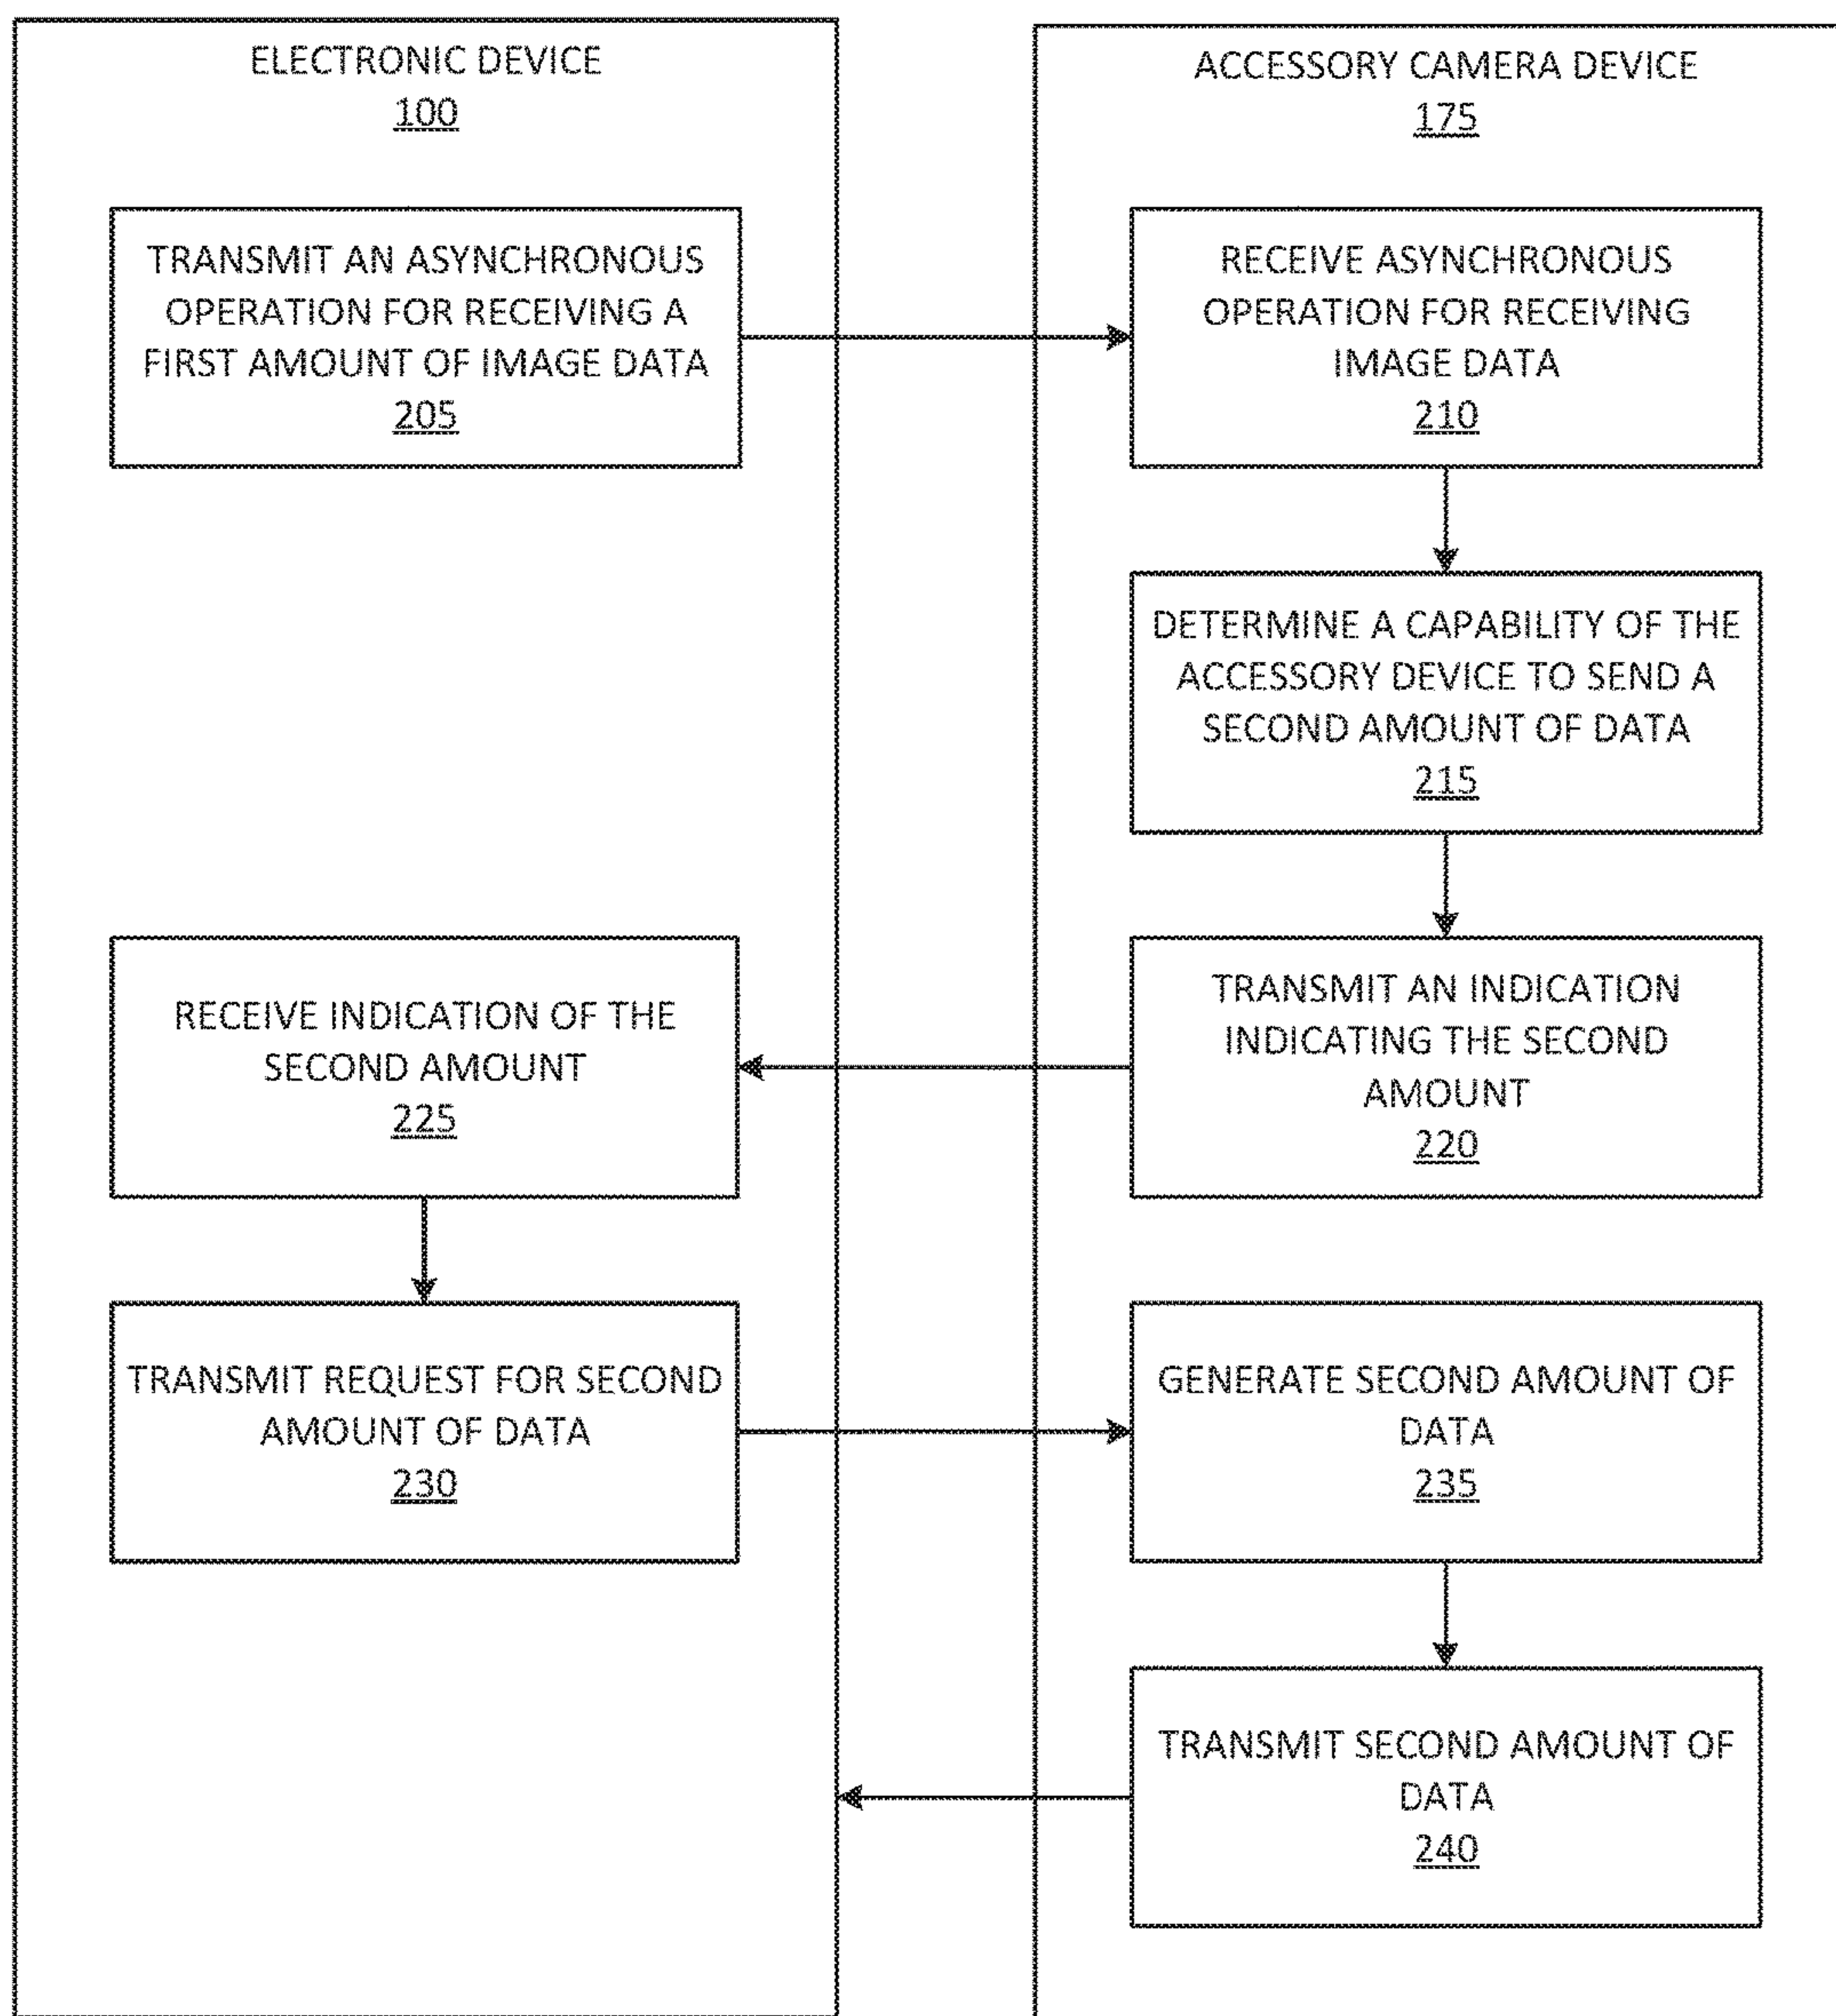 ELECTRONIC DEVICE
100
ACCESSORY CAMERA DEVICE
175
TRANSMIT AN ASYNCHRONOUS
OPERATION FOR RECEIVING A
FIRST AMOUNT OF IMAGE DATA
205
RECEIVE ASYNCHRONOUS
OPERATION FOR RECEIVING
IMAGE DATA
210
DETERMINE A CAPABILITY OF THE
ACCESSORY DEVICE TO SEND A
SECOND AMOUNT OF DATA
215
TRANSMIT AN INDICATION
INDICATING THE SECOND
AMOUNT
220
RECEIVE INDICATION OF THE
SECOND AMOUNT
225
TRANSMIT REQUEST FOR SECOND
AMOUNT OF DATA
230
GENERATE SECOND AMOUNT OF
DATA
235
TRANSMIT SECOND AMOUNT OF
DATA
240